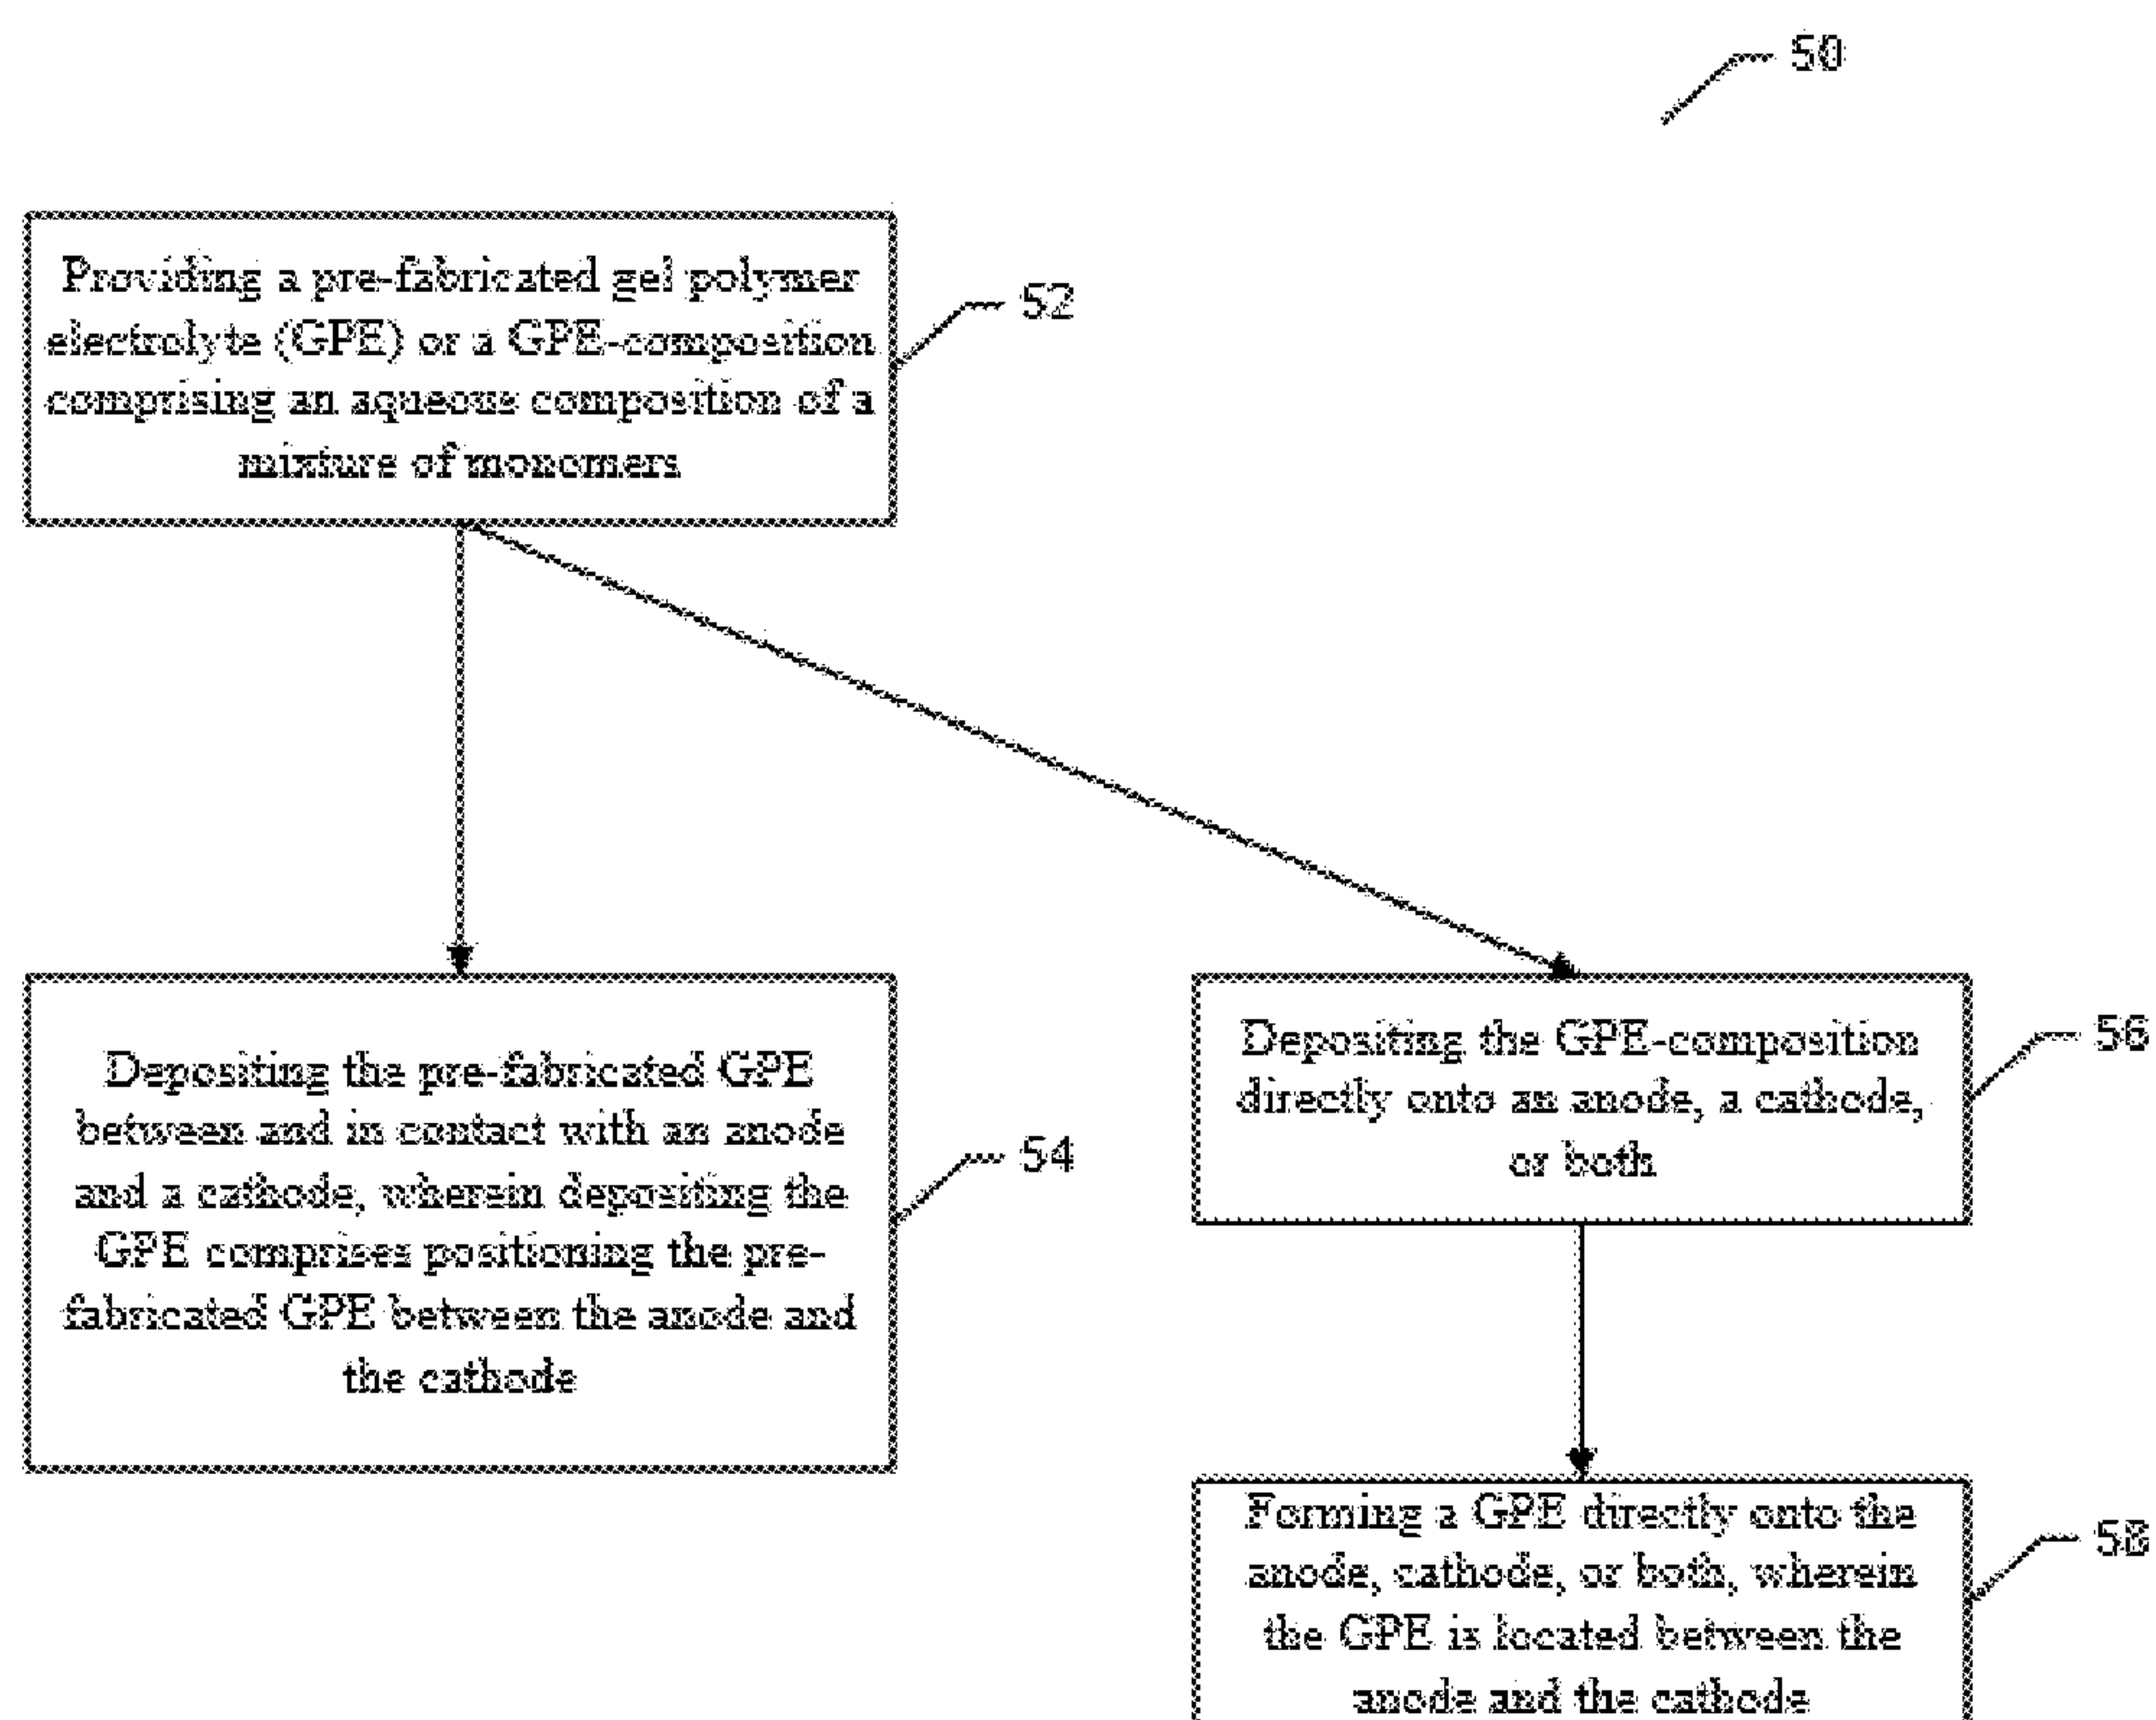 50
Providing a pre-fabricated gel polymer
electrolyte (GPE) or a GPE-composition
comprising an aqueous composition of a
mixture of monomers
52
Depositing the pre-fabricated GPE
between and in contact with an anode
and a cathode, wherein depositing the
GPE comprises positioning the pre-
fabricated GPE between the anode and
the cathode
54
Depositing the GPE-composition
directly onto an anode, a cathode,
or both
56
Forming a GPE directly onto the
anode, cathode, or both, wherein
the GPE is located between the
anode and the cathode
58